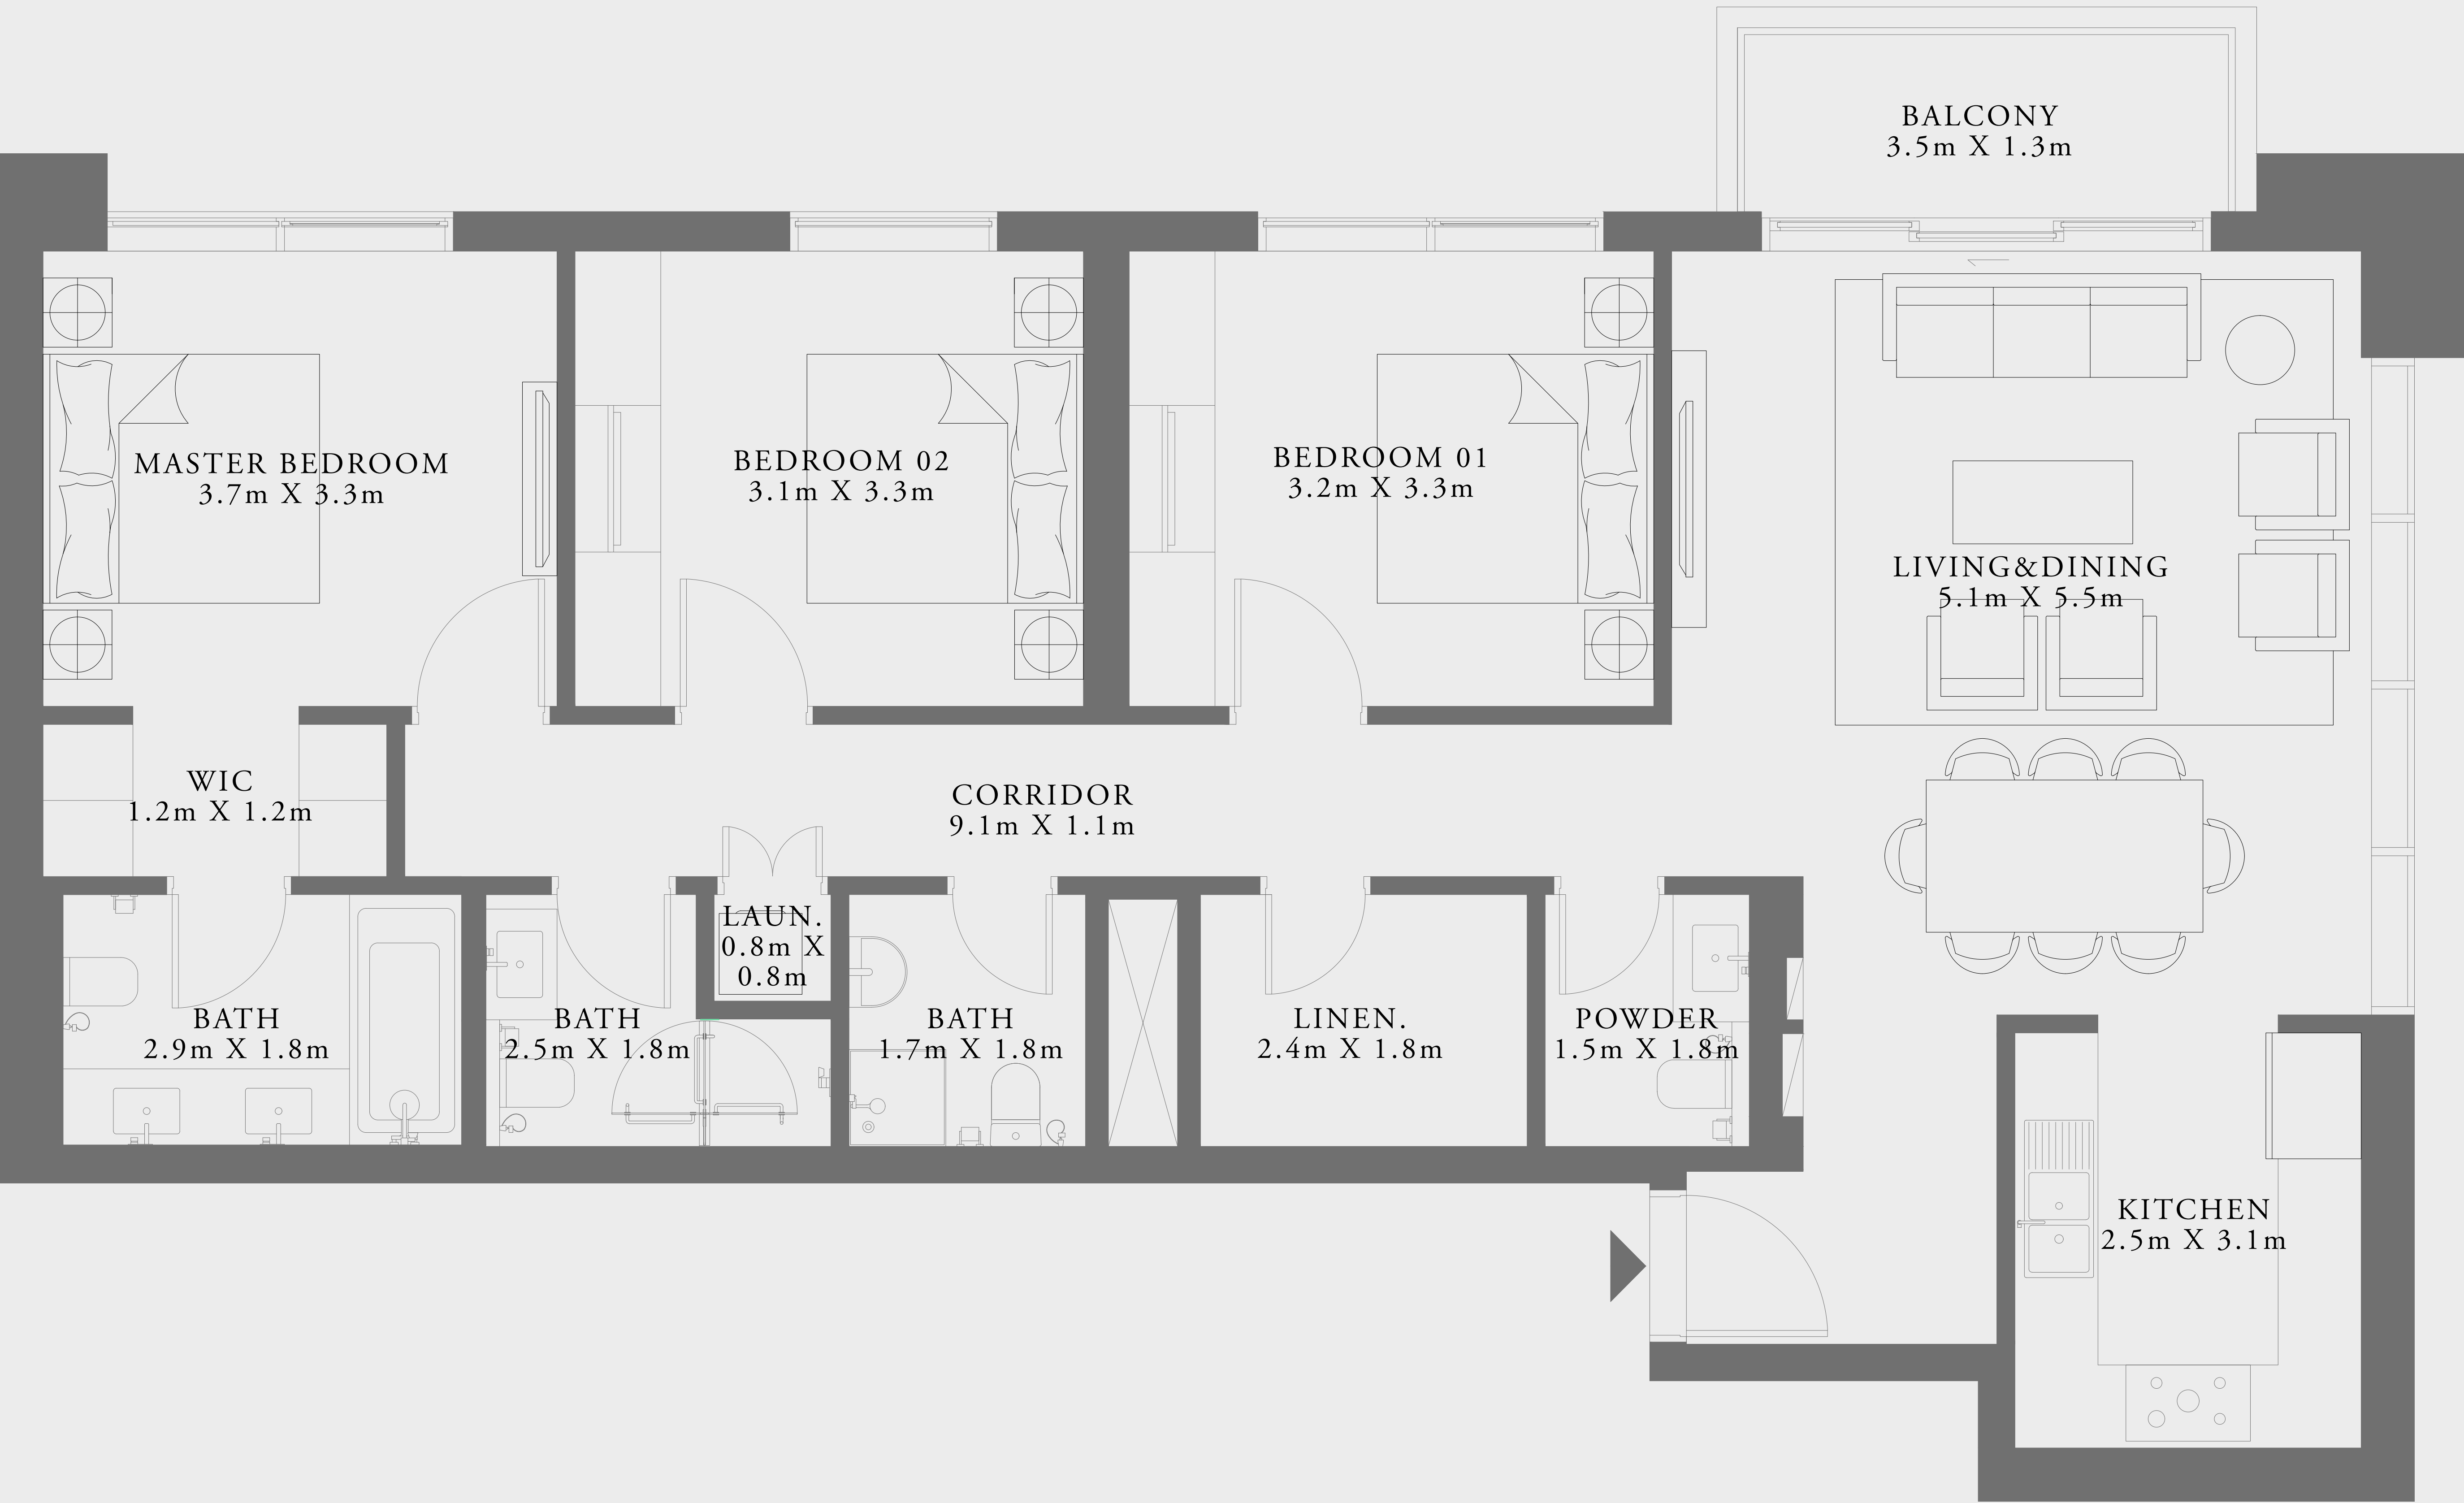 BALCONY
3.5m X 1.3m
MASTER BEDROOM
3.7m X 3.3m
BEDROOM 02
3.1m X 3.3m
BEDROOM 01
3.2m X 3.3m
LIVING&DINING
5.1m X 5.5m
WIC
1.2m X 1.2m
CORRIDOR
9.1m X 1.1m
LAUN.
0.8m X
0.8m
BATH
2.9m X 1.8m
BATH
2.5m X 1.8m
BATH
1.7m X 1.8m
LINEN.
2.4m X 1.8m
POWDER
1.5m X 1.8m
KITCHEN
2.5m X 3.1m